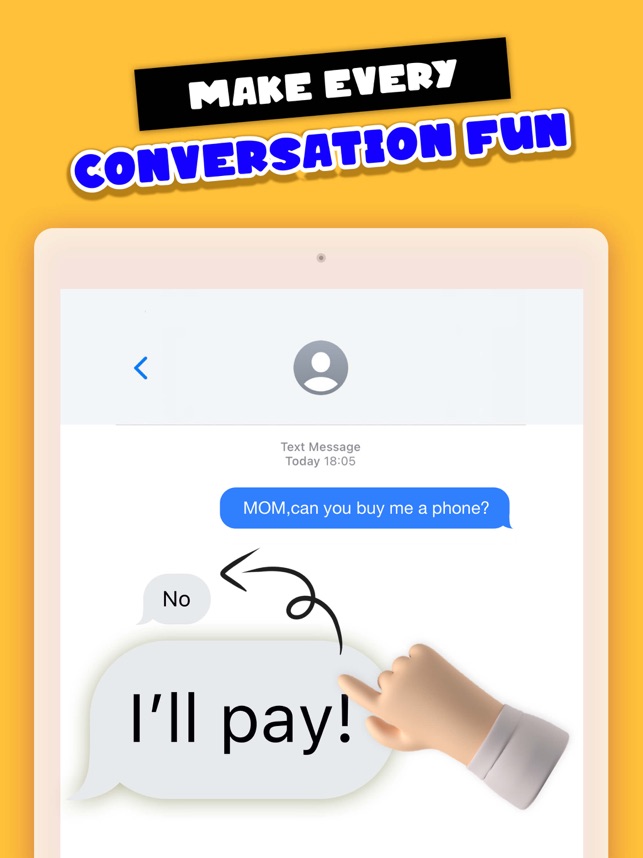 MAKE EVERY
CONVERSATION FUN
Text Message
Today 18:05
MOM,can you buy me a phone?
No
I’ll pay!